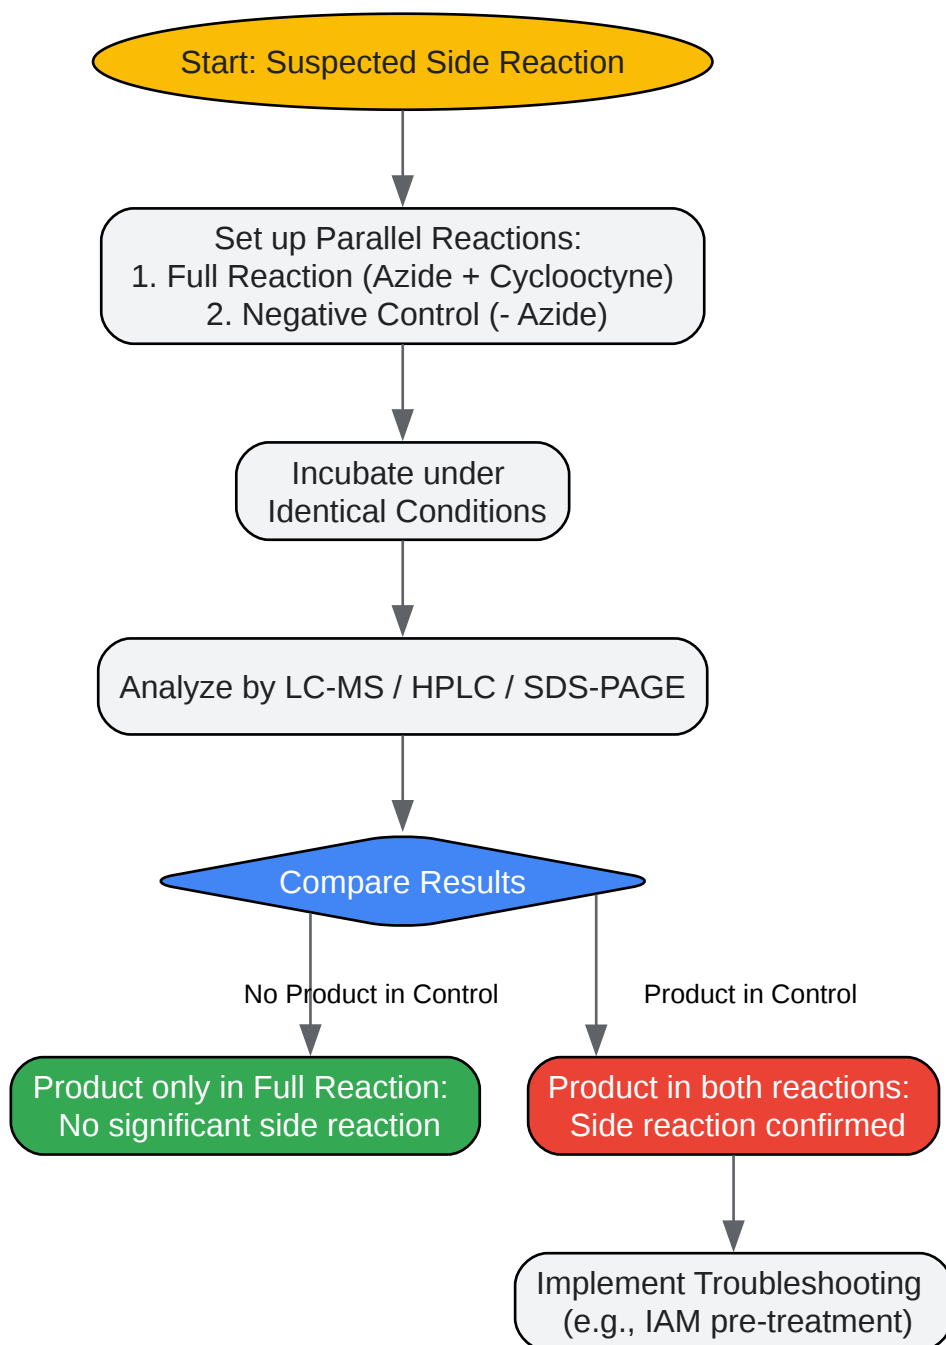 Start: Suspected Side Reaction
Set up Parallel Reactions:
1. Full Reaction (Azide + Cyclooctyne)
2. Negative Control (- Azide)
Incubate under
Identical Conditions
Analyze by LC-MS / HPLC / SDS-PAGE
Compare Results
No Product in Control
Product in Control
Product only in Full Reaction:
No significant side reaction
Product in both reactions:
Side reaction confirmed
Implement Troubleshooting
(e.g., IAM pre-treatment)